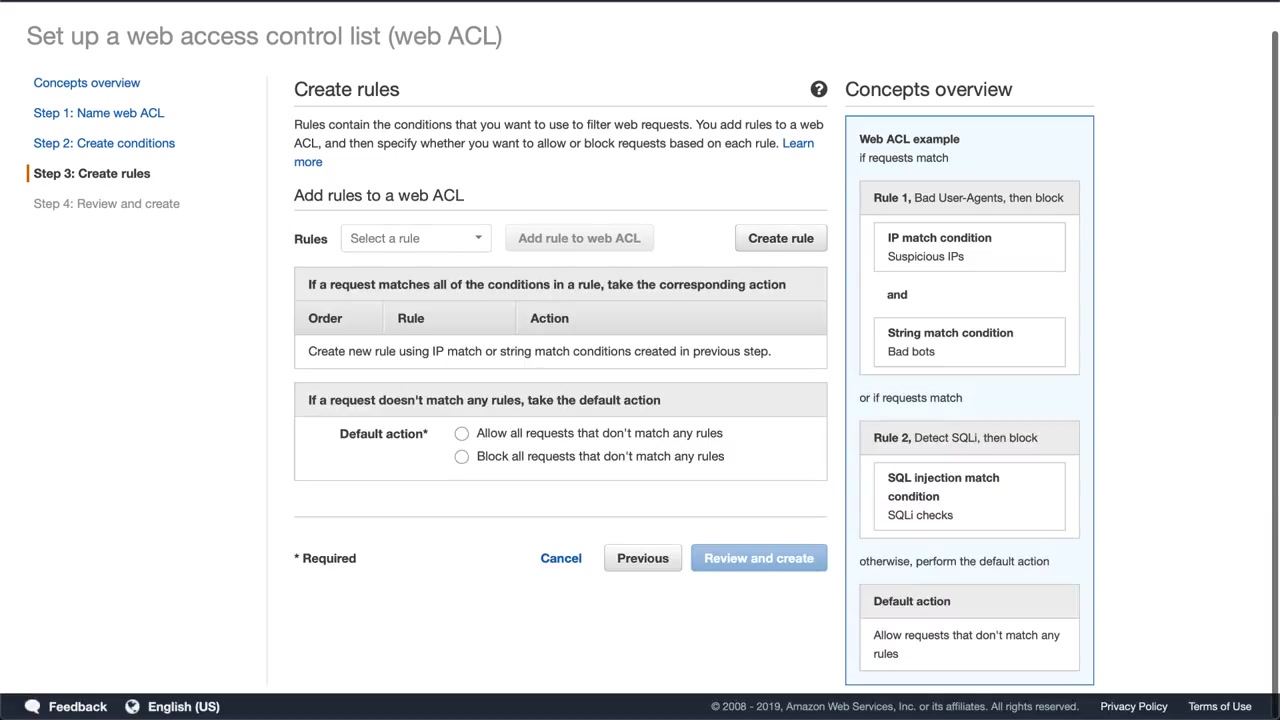 Set up a web access control list (web ACL)
Concepts overview
Step 1: Name web ACL
Step 2: Create conditions
Step 3: Create rules
Step 4: Review and create
Create rules
?
Rules contain the conditions that you want to use to filter web requests. You add rules to a web
ACL, and then specify whether you want to allow or block requests based on each rule. Learn
more
Add rules to a web ACL
Rules
Select a rule
Add rule to web ACL
Create rule
If a request matches all of the conditions in a rule, take the corresponding action
Order Rule Action
Create new rule using IP match or string match conditions created in previous step.
If a request doesn't match any rules, take the default action
Default action*
Allow all requests that don't match any rules
Block all requests that don't match any rules
* Required
Cancel
Previous
Review and create
Concepts overview
Web ACL example
if requests match
Rule 1, Bad User-Agents, then block
IP match condition
Suspicious IPs
and
String match condition
Bad bots
or if requests match
Rule 2, Detect SQLi, then block
SQL injection match
condition
SQLi checks
otherwise, perform the default action
Default action
Allow requests that don't match any
rules
Feedback
English (US)
© 2008 - 2019, Amazon Web Services, Inc. or its affiliates. All rights reserved.
Privacy Policy
Terms of Use